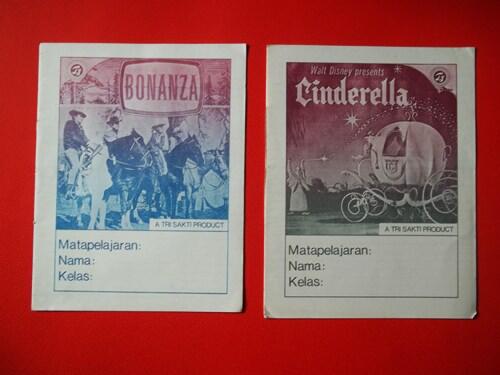 BONANZA
A TRI SAKTI PRODUCT
Matapelajaran:
Nama:
Kelas:
Walt Disney presents
Cinderella
A TRI SAKTI PRODUCT
Matapelajaran:
Nama:
Kelas: